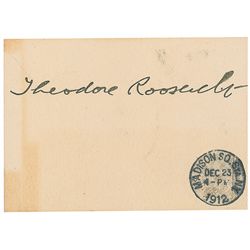 Theodore Roosevelt
MADISON SQ. STA. N.Y.
DEC 23
4-PM
1912